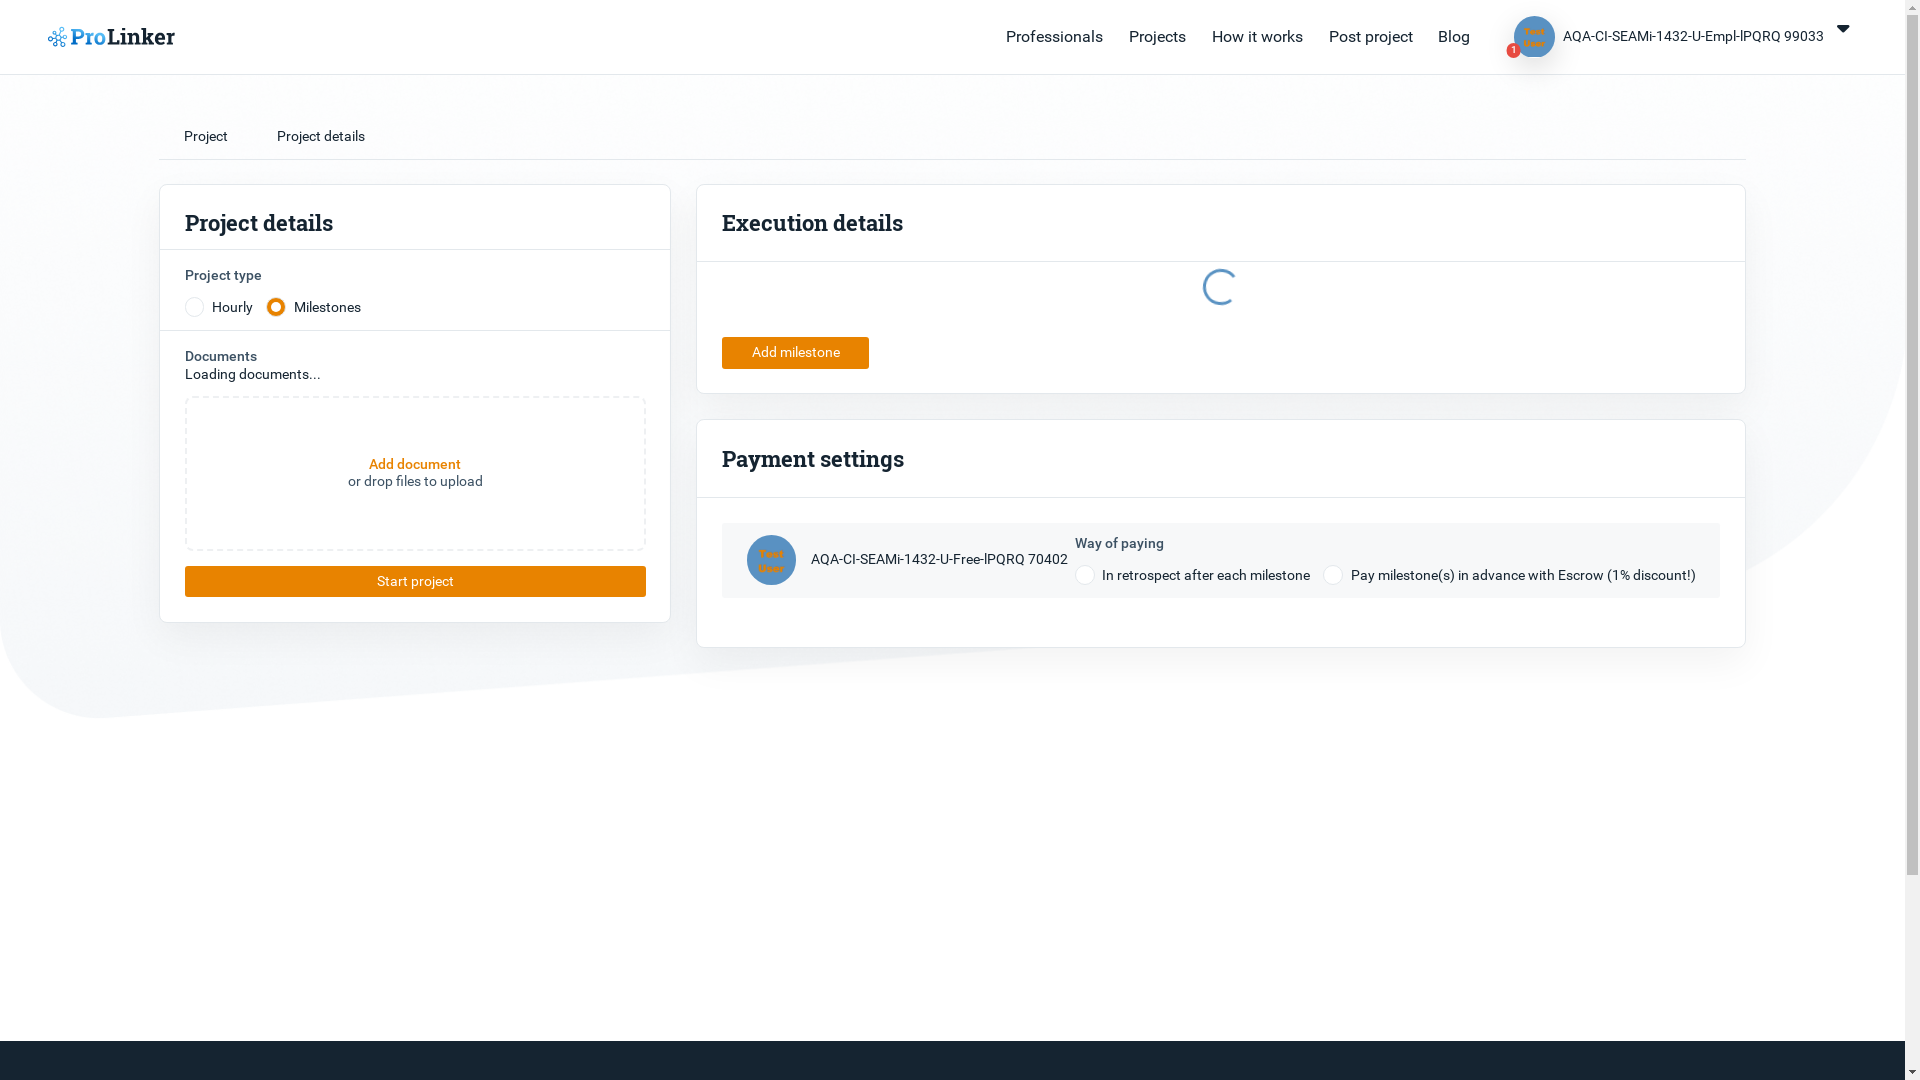 ProLinker
Professionals
Projects
How it works
Post project
Blog
Test
User
1
AQA-CI-SEAMi-1432-U-Empl-lPQRQ 99033
Project
Project details
Project details
Project type
Hourly
Milestones
Documents
Loading documents...
Add document
or drop files to upload
Start project
Execution details
Add milestone
Payment settings
Test
User
AQA-CI-SEAMi-1432-U-Free-lPQRQ 70402
Way of paying
In retrospect after each milestone
Pay milestone(s) in advance with Escrow (1% discount!)